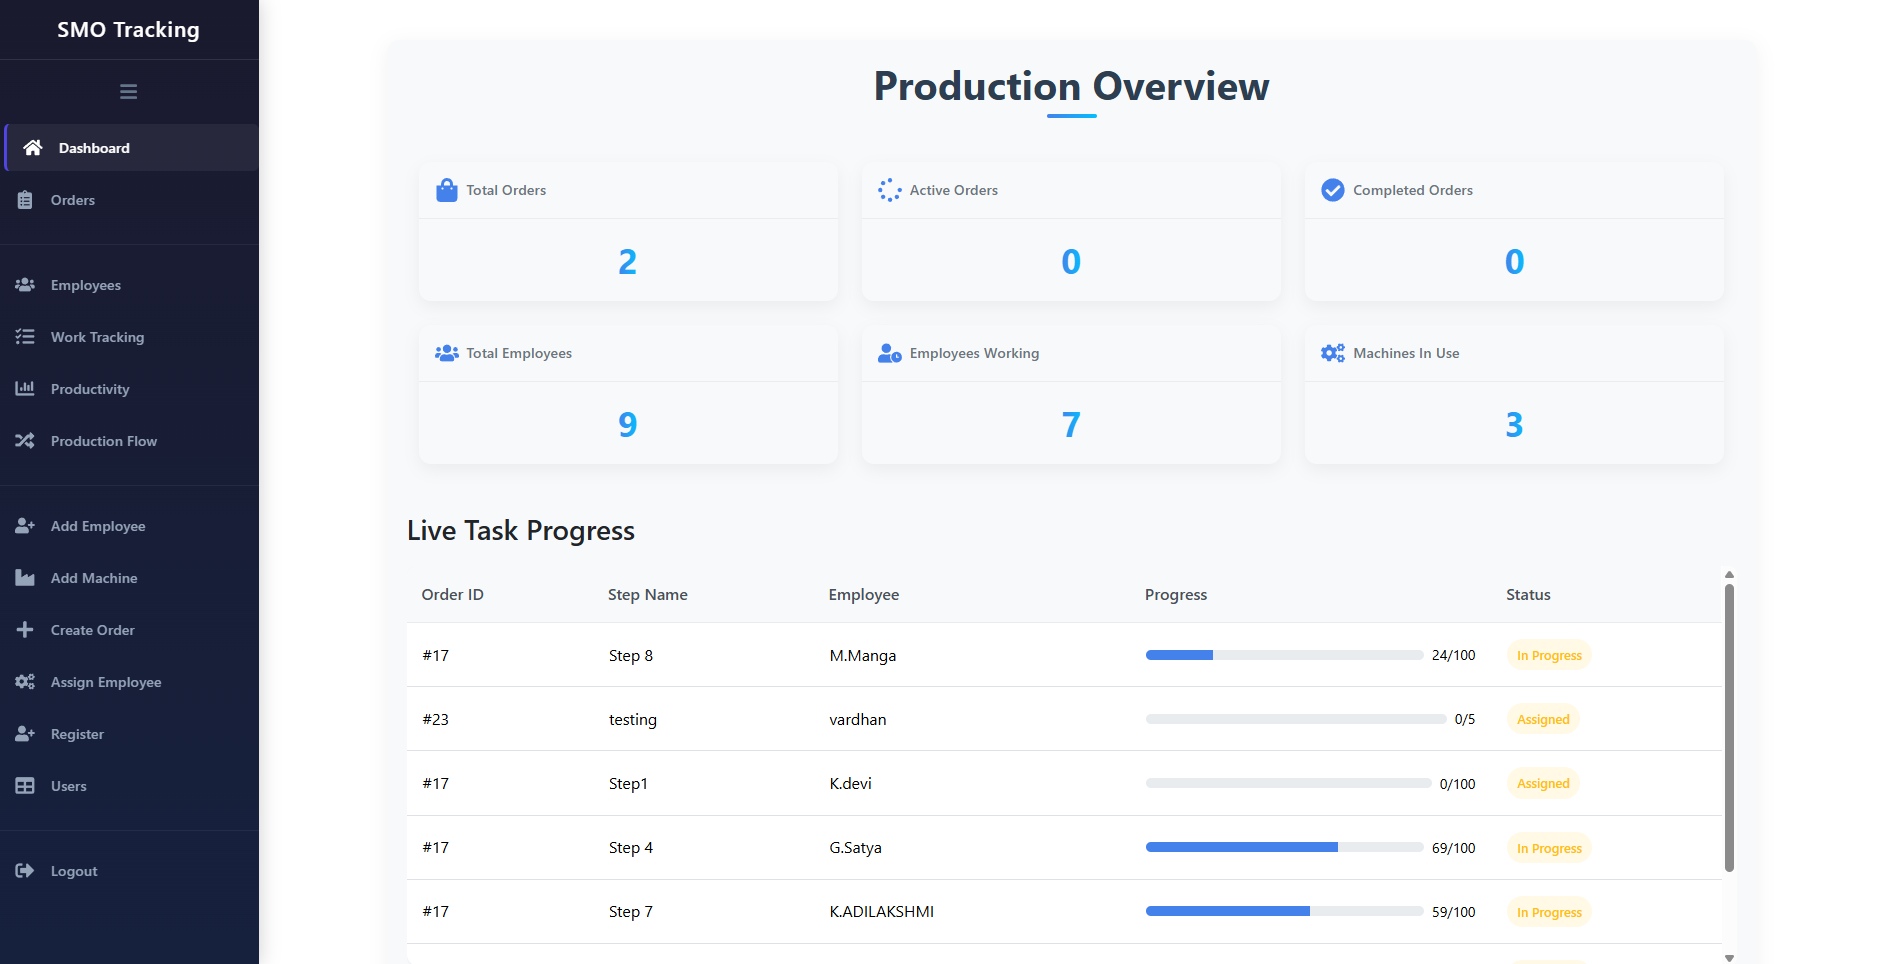 SMO Tracking
Dashboard
Orders
Employees
Work Tracking
Productivity
Production Flow
Add Employee
Add Machine
Create Order
Assign Employee
Register
Users
Logout
Production Overview
Total Orders
2
Active Orders
0
Completed Orders
0
Total Employees
9
Employees Working
7
Machines In Use
3
Live Task Progress
Order ID Step Name Employee Progress Status
#17 Step 8 M.Manga 24/100 In Progress
#23 testing vardhan 0/5 Assigned
#17 Step1 K.devi 0/100 Assigned
#17 Step 4 G.Satya 69/100 In Progress
#17 Step 7 K.ADILAKSHMI 59/100 In Progress